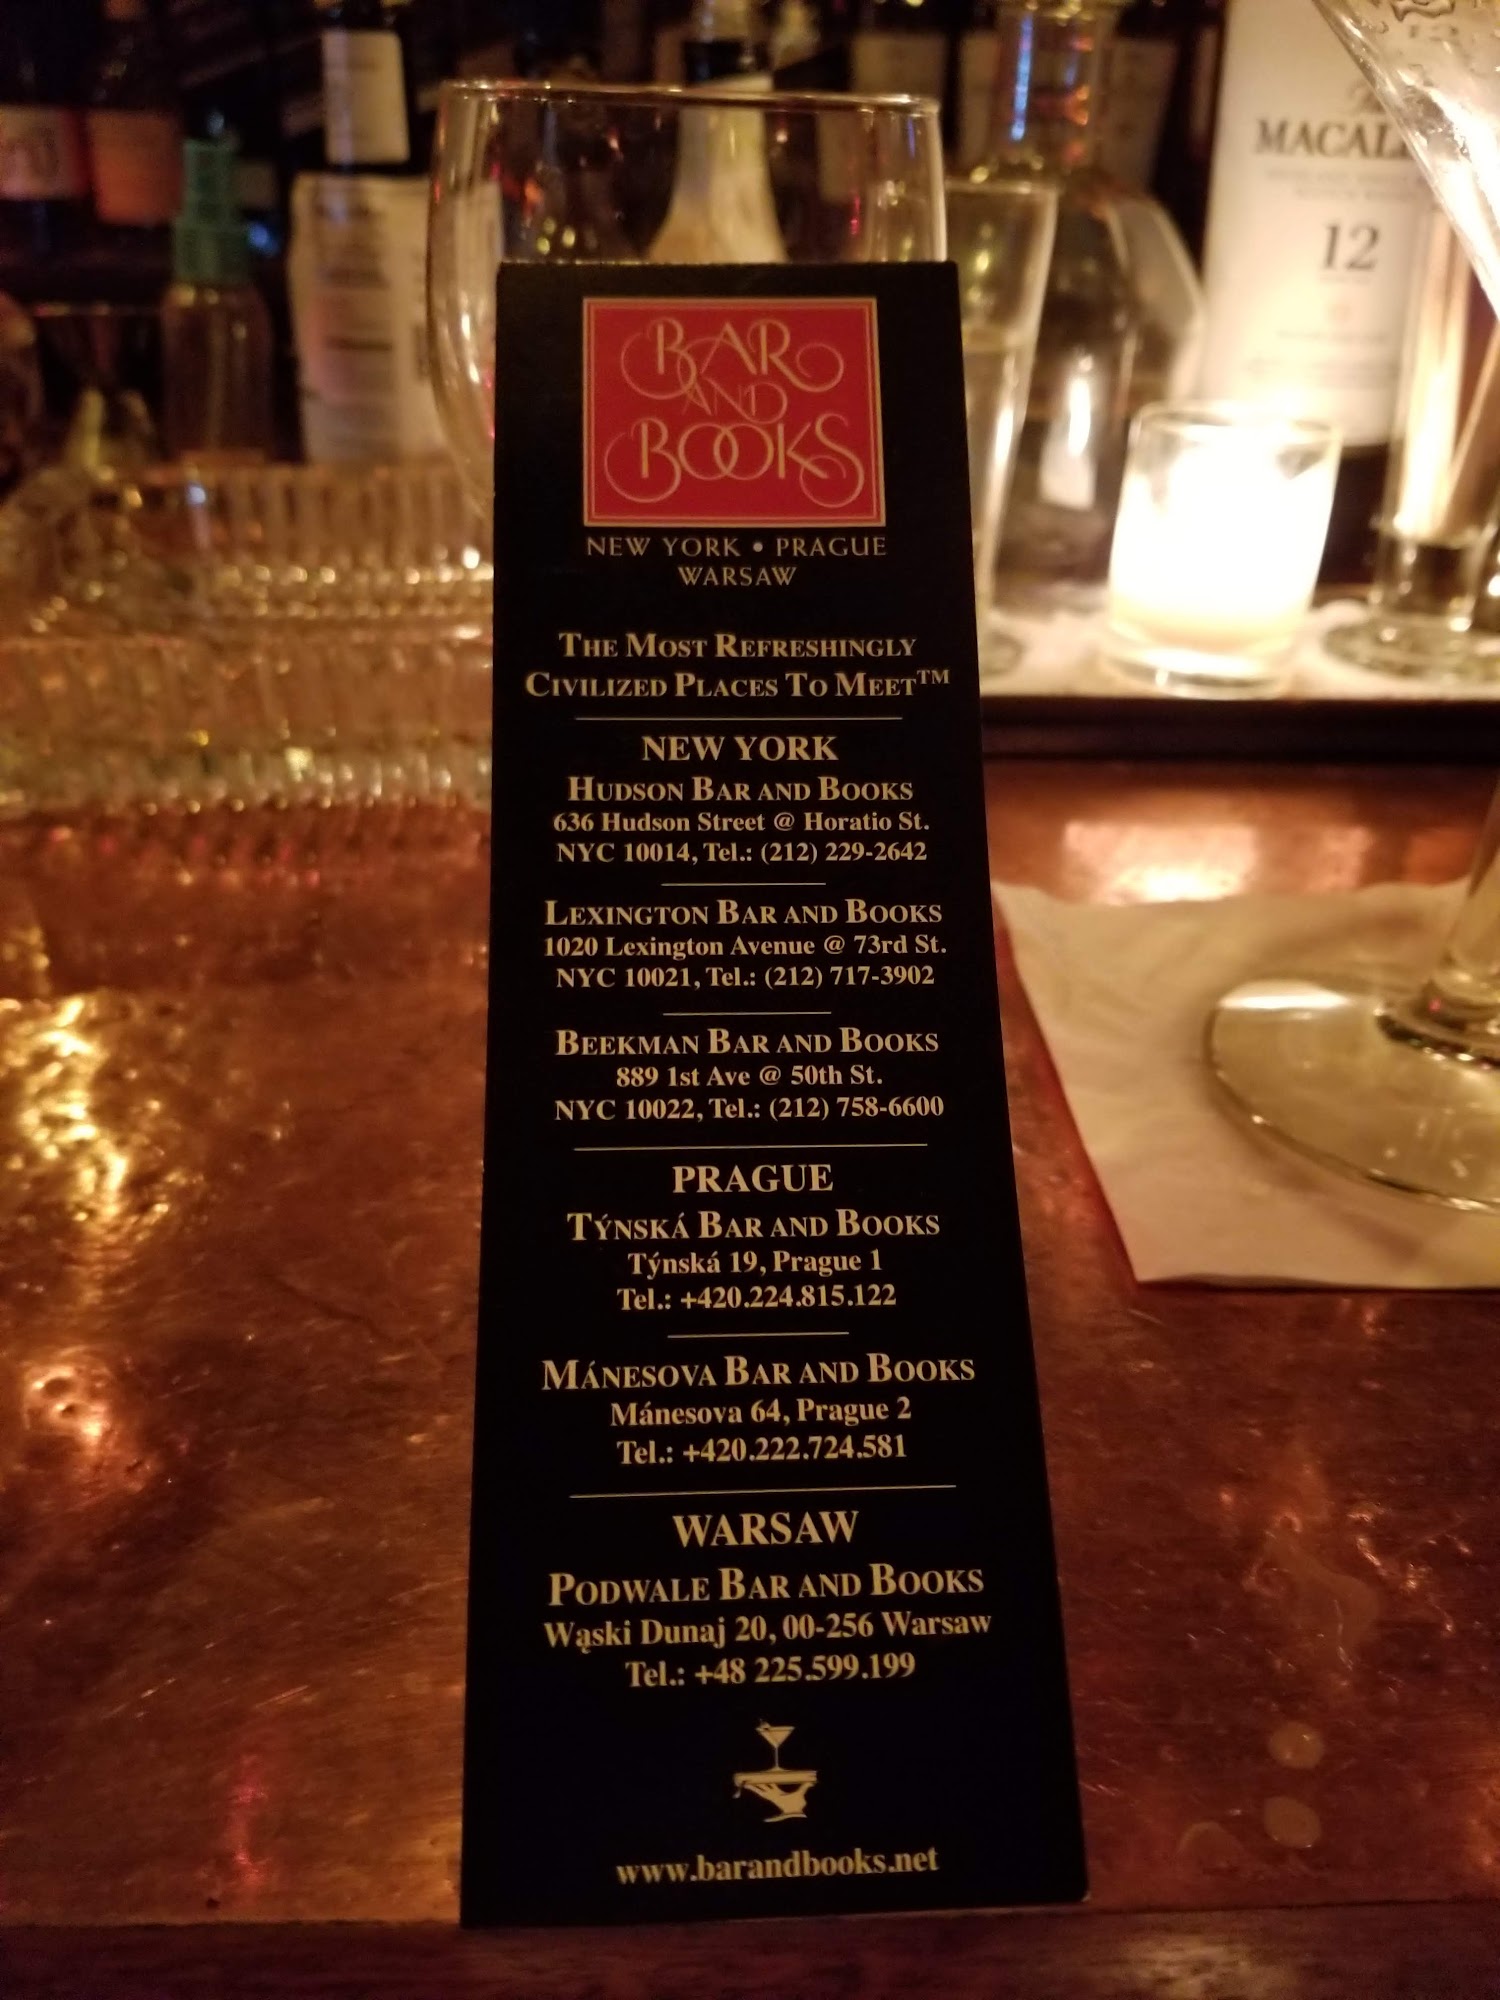 MACAL
12
BAR
AND
BOOKS
NEW YORK • PRAGUE
WARSAW
THE MOST REFRESHINGLY
CIVILIZED PLACES TO MEET™
NEW YORK
HUDSON BAR AND BOOKS
636 Hudson Street @ Horatio St.
NYC 10014, Tel.: (212) 229-2642
LEXINGTON BAR AND BOOKS
1020 Lexington Avenue @ 73rd St.
NYC 10021, Tel.: (212) 717-3902
BEEKMAN BAR AND BOOKS
889 1st Ave @ 50th St.
NYC 10022, Tel.: (212) 758-6600
PRAGUE
TÝNSKÁ BAR AND BOOKS
Týnská 19, Prague 1
Tel.: +420.224.815.122
MÁNESOVA BAR AND BOOKS
Mánesova 64, Prague 2
Tel.: +420.222.724.581
WARSAW
PODWALE BAR AND BOOKS
Wąski Dunaj 20, 00-256 Warsaw
Tel.: +48 225.599.199
www.barandbooks.net